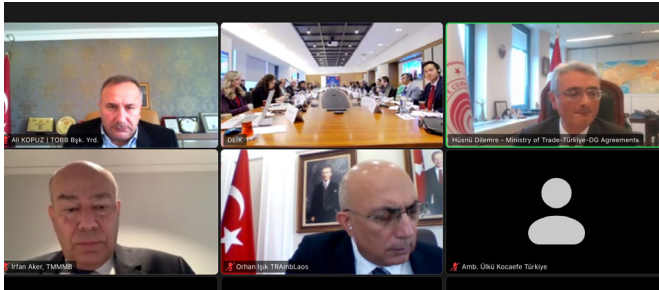 Ali KOPUZ | TOBB Bşk. Yrd.
DEİK
Hüsnü Dilemre - Ministry of Trade-Türkiye-DG Agreements
İrfan Aker, TMMMB
Orhan Işık TRAmbLaos
Amb. Ülkü Kocaefe Türkiye